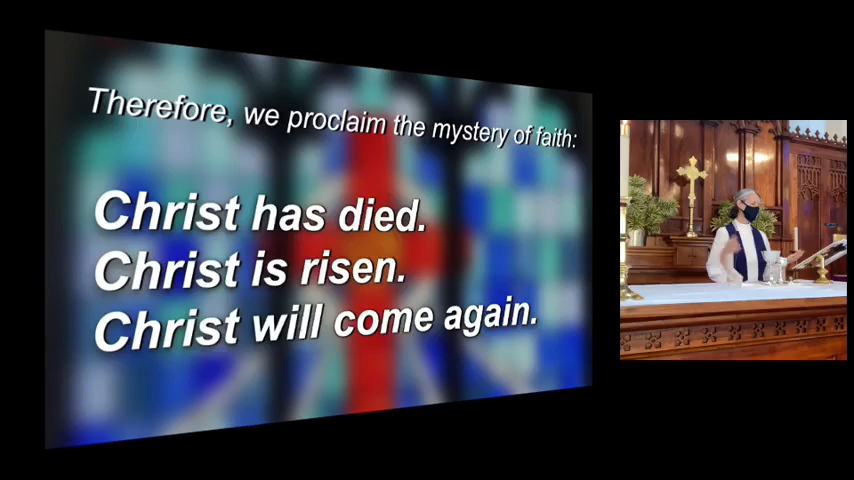 Therefore, we proclaim the mystery of faith:
Christ has died.
Christ is risen.
Christ will come again.